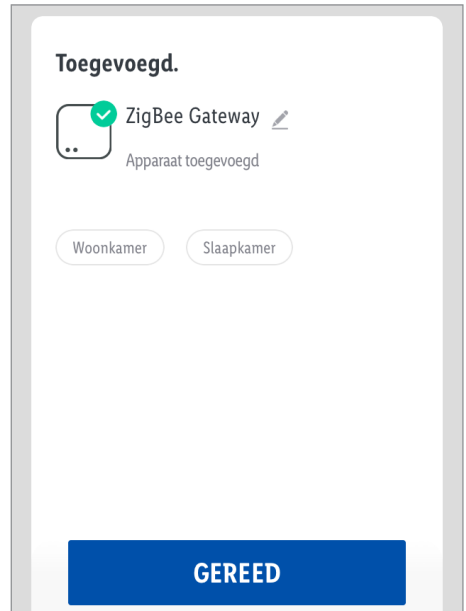 Toegevoegd.
ZigBee Gateway
Apparaat toegevoegd
Woonkamer Slaapkamer
GEREED